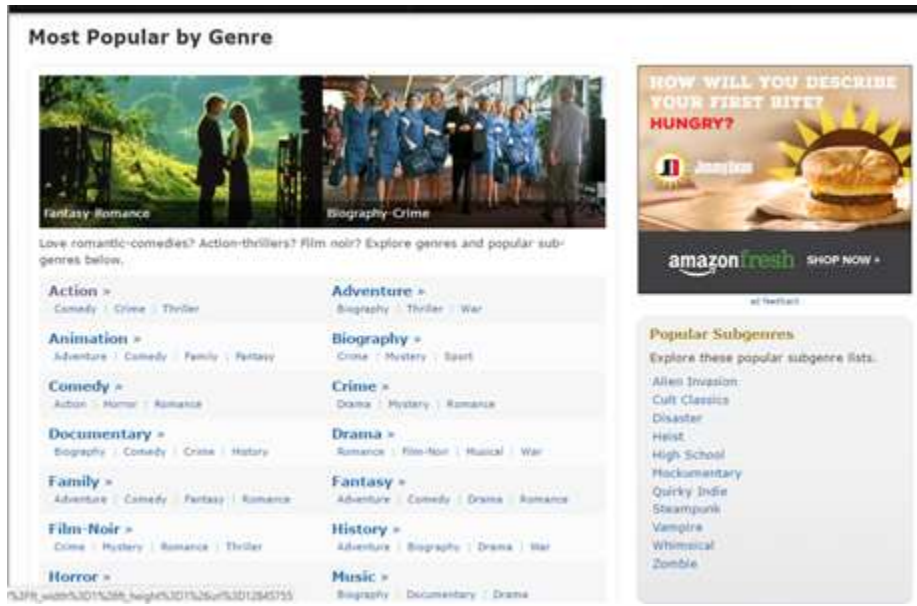 Most Popular by Genre
Fantasy-Romance
Biography-Crime
Love romantic-comedies? Action-thrillers? Film noir? Explore genres and popular sub-
genres below.
Action »
Comedy | Crime | Thriller
Adventure »
Biography | Thriller | War
Animation »
Adventure | Comedy | Family | Fantasy
Biography »
Crime | Mystery | Sport
Comedy »
Action | Horror | Romance
Crime »
Drama | Mystery | Romance
Documentary »
Biography | Comedy | Crime | History
Drama »
Romance | Film-Noir | Musical | War
Family »
Adventure | Comedy | Fantasy | Romance
Fantasy »
Adventure | Comedy | Drama | Romance
Film-Noir »
Crime | Mystery | Romance | Thriller
History »
Adventure | Biography | Drama | War
Horror »
Music »
Biography | Documentary | Drama
HOW WILL YOU DESCRIBE
YOUR FIRST BITE?
HUNGRY?
Jimmy Dean
amazonfresh SHOP NOW »
ad feedback
Popular Subgenres
Explore these popular subgenre lists.
Alien Invasion
Cult Classics
Disaster
Heist
High School
Mockumentary
Quirky Indie
Steampunk
Vampire
Whimsical
Zombie